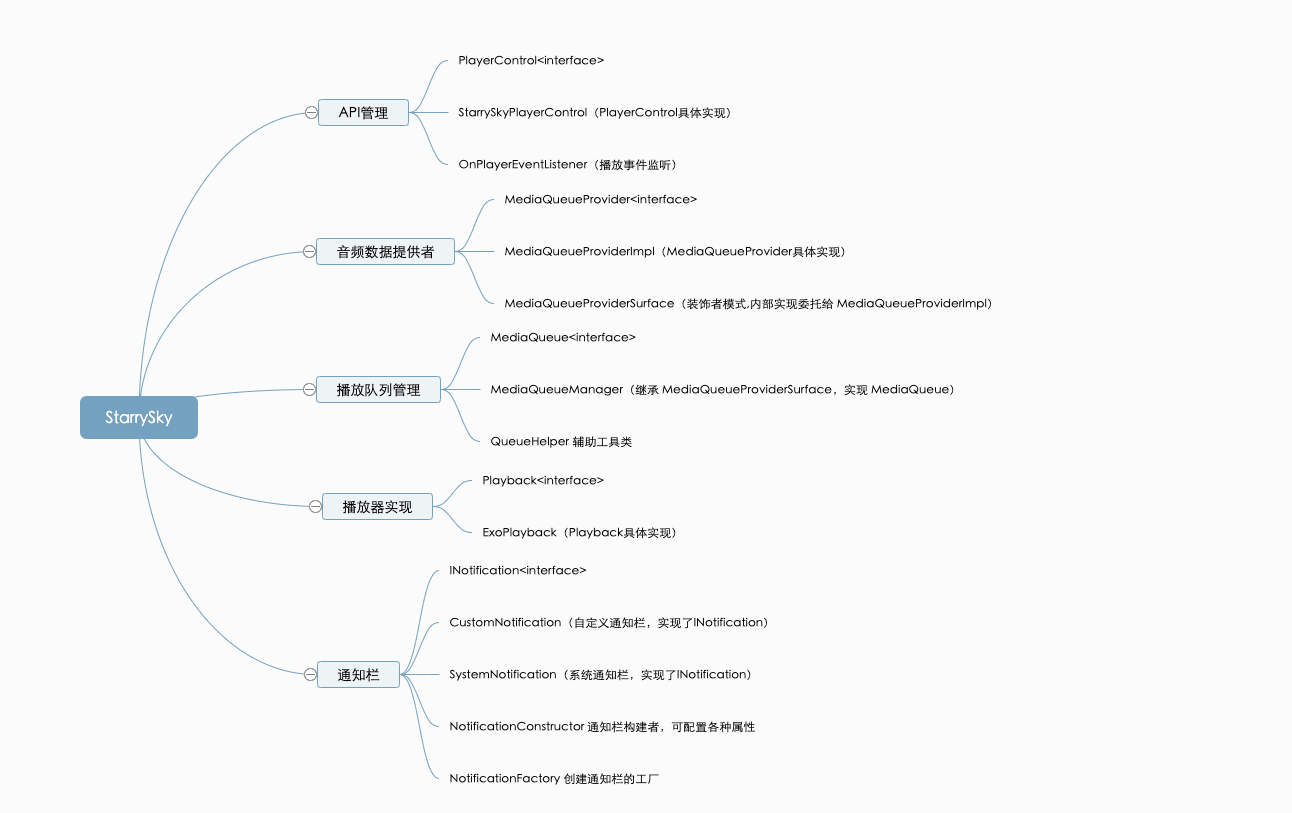 StarrySky
API管理
PlayerControl<interface>
StarrySkyPlayerControl（PlayerControl具体实现）
OnPlayerEventListener（播放事件监听）
音频数据提供者
MediaQueueProvider<interface>
MediaQueueProviderImpl（MediaQueueProvider具体实现）
MediaQueueProviderSurface（装饰者模式,内部实现委托给 MediaQueueProviderImpl）
播放队列管理
MediaQueue<interface>
MediaQueueManager（继承 MediaQueueProviderSurface，实现 MediaQueue）
QueueHelper 辅助工具类
播放器实现
Playback<interface>
ExoPlayback（Playback具体实现）
通知栏
INotification<interface>
CustomNotification（自定义通知栏，实现了INotification）
SystemNotification（系统通知栏，实现了INotification）
NotificationConstructor 通知栏构建者，可配置各种属性
NotificationFactory 创建通知栏的工厂